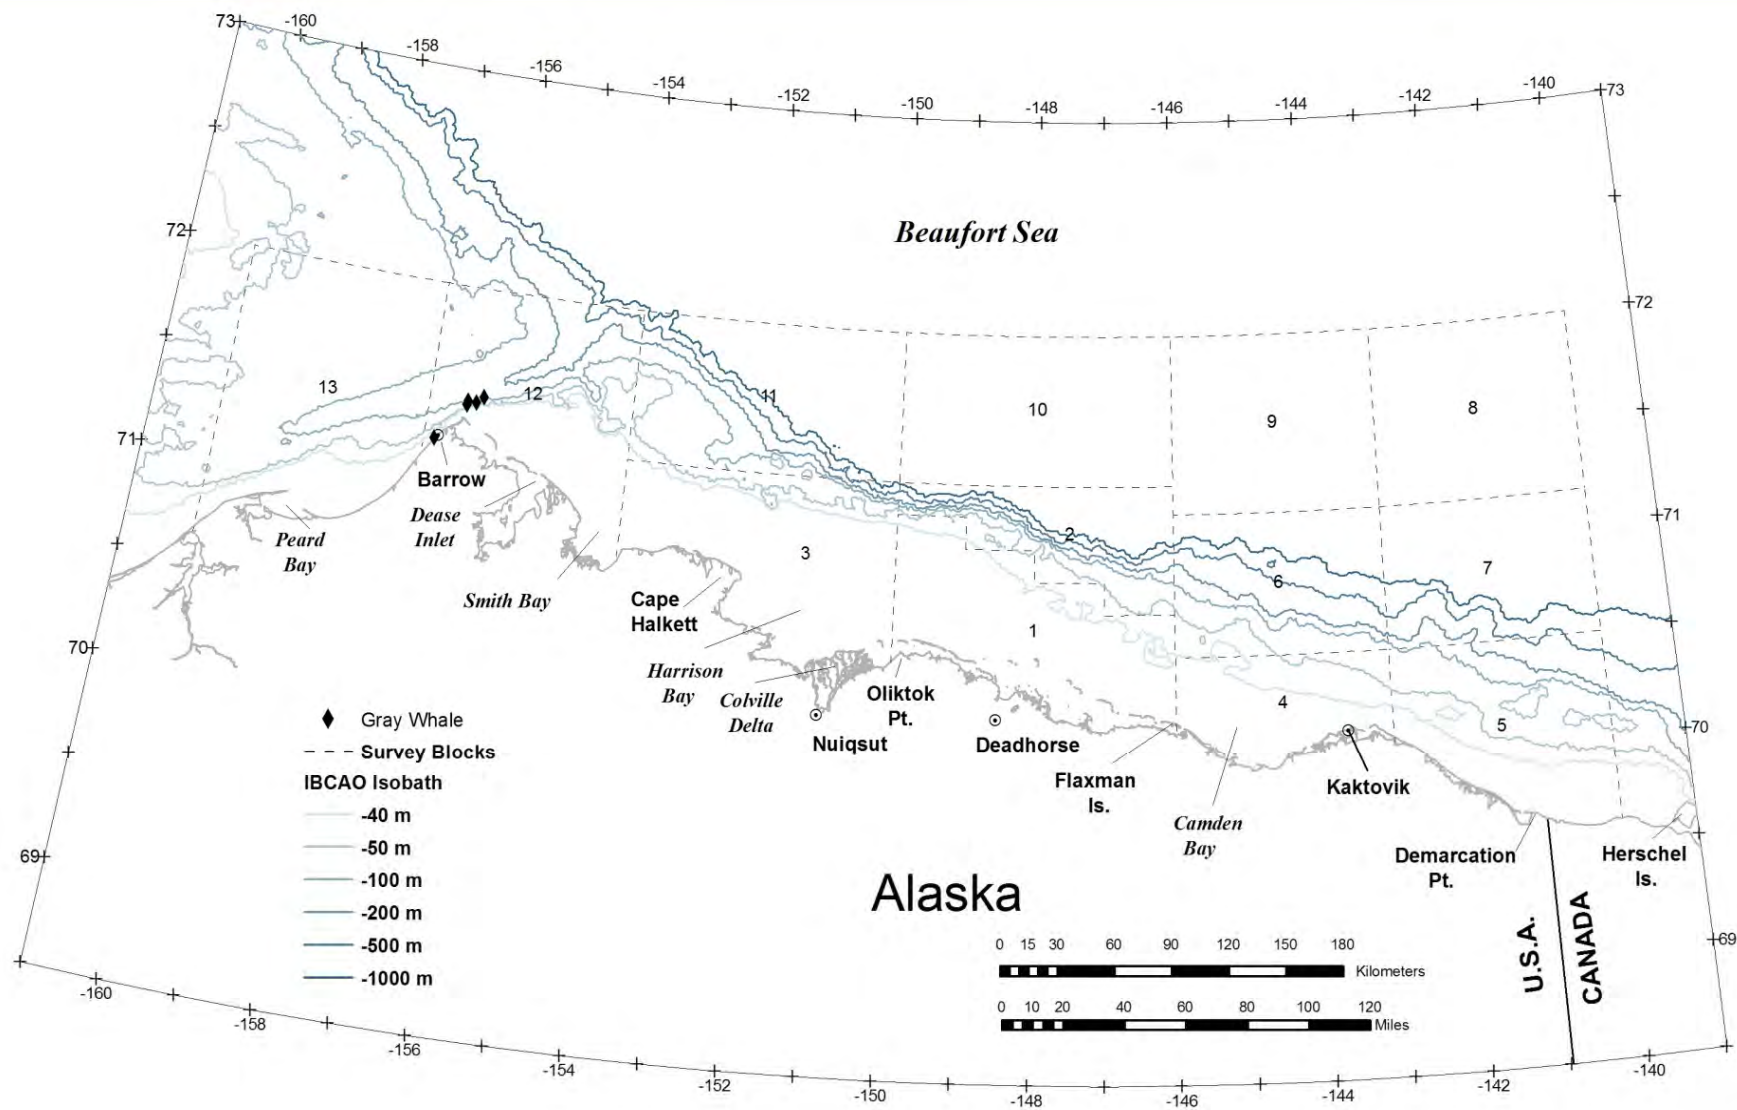 73
-160
-158
-156
-154
-152
-150
-148
-146
-144
-142
-140
73
72
Beaufort Sea
72
13
12
11
10
9
8
71
Barrow
Dease
Inlet
Peard
Bay
Smith Bay
Cape
Halkett
3
2
1
6
7
71
70
Harrison
Bay
Colville
Delta
Oliktok
Pt.
Nuiqsut
Deadhorse
Flaxman
Is.
4
5
70
Kaktovik
Camden
Bay
Demarcation
Pt.
Herschel
Is.
Gray Whale
Survey Blocks
IBCAO Isobath
-40 m
-50 m
-100 m
-200 m
-500 m
-1000 m
69
Alaska
U.S.A.
CANADA
69
0 15 30 60 90 120 150 180
Kilometers
0 10 20 40 60 80 100 120
Miles
-160
-158
-156
-154
-152
-150
-148
-146
-144
-142
-140